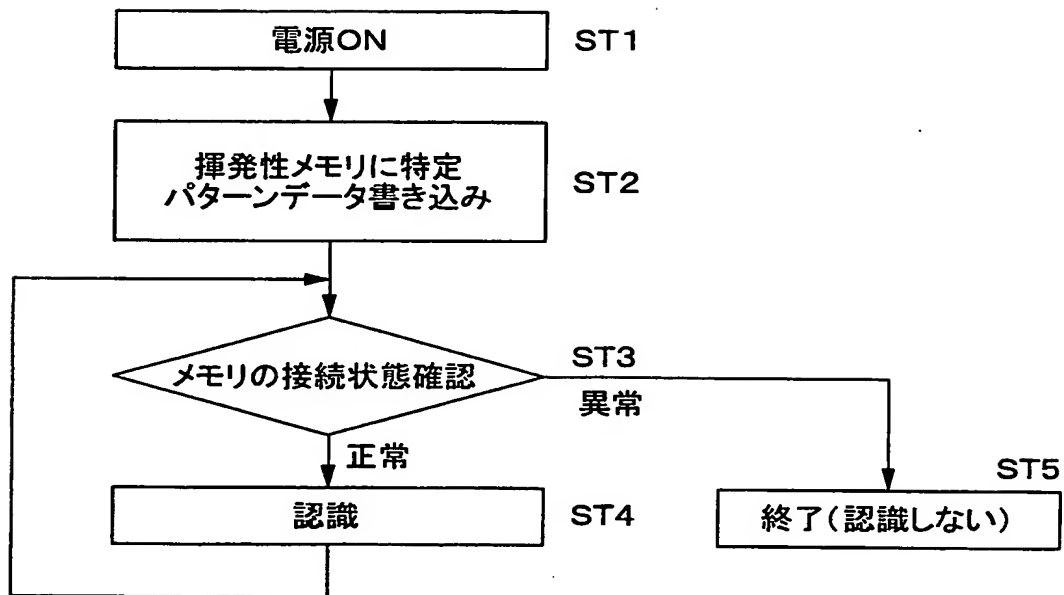 電源ON
ST1
揮発性メモリに特定
パターンデータ書き込み
ST2
メモリの接続状態確認
ST3
異常
正常
認識
ST4
ST5
終了(認識しない)